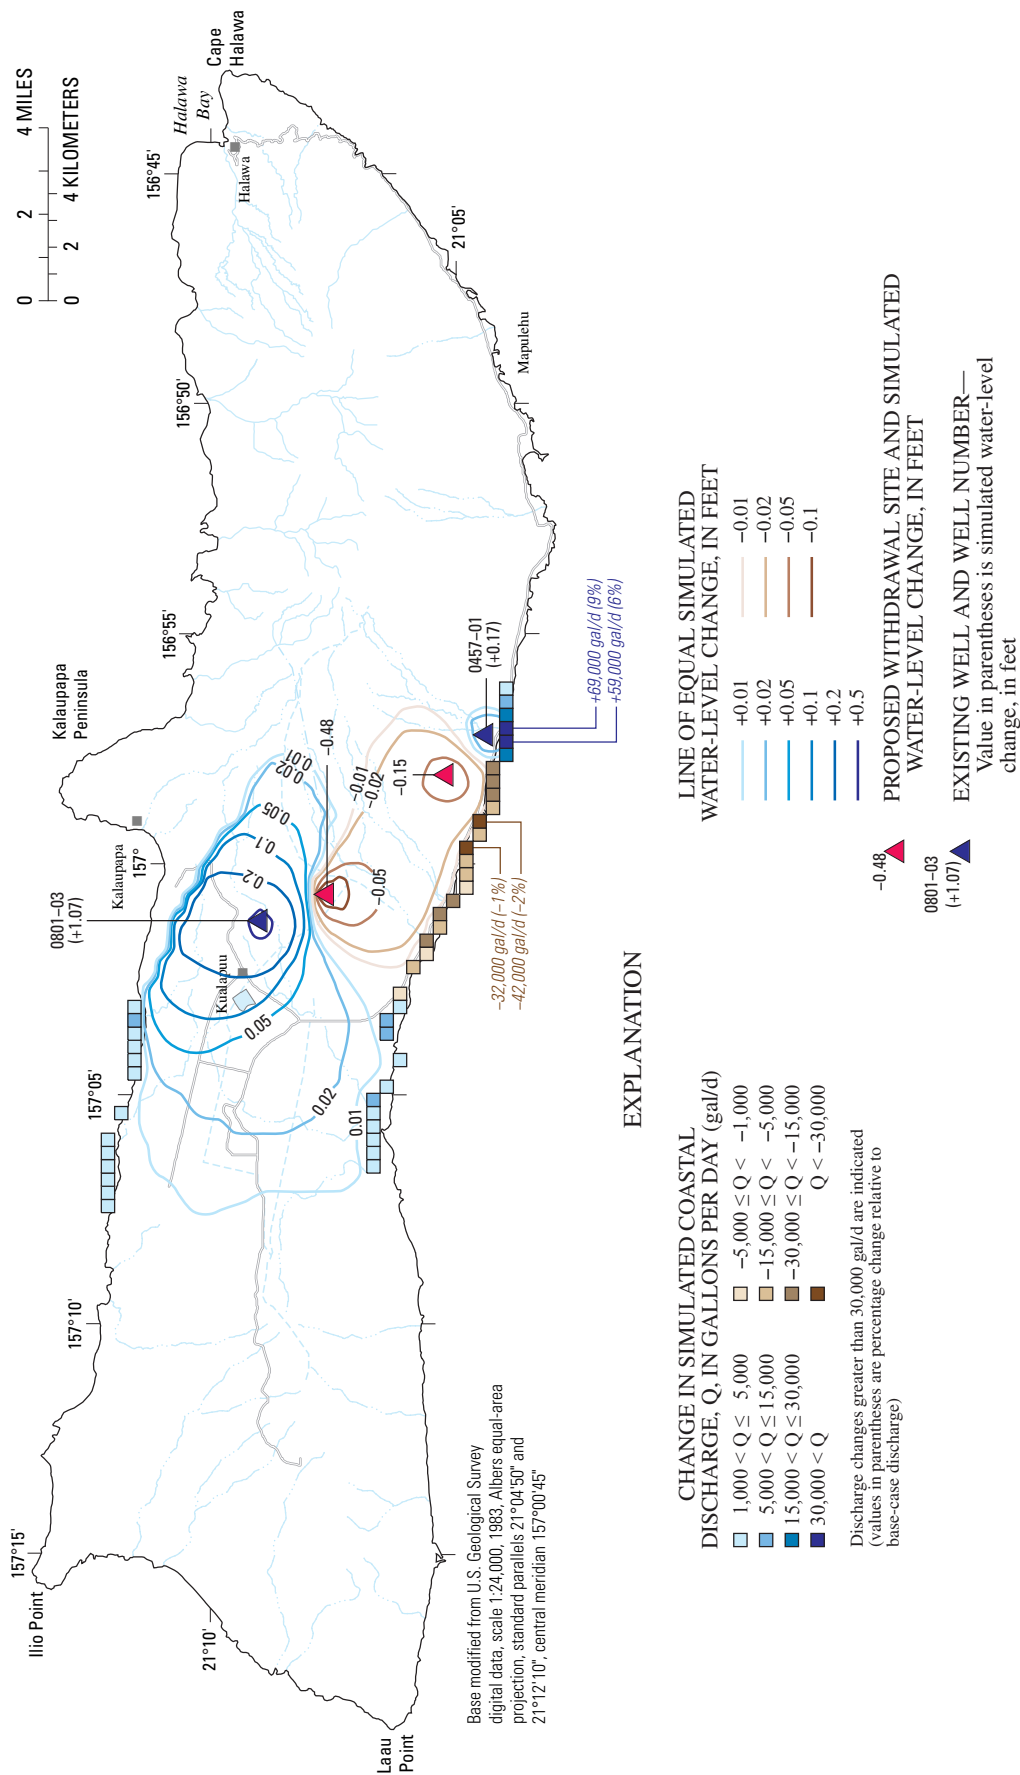 Ilio Point
157°15'
157°10'
157°05'
0801–03
(+1.07)
Kalaupapa
157°
Kalaupapa
Peninsula
156°55'
156°50'
156°45'
Halawa
Bay
Cape
Halawa
Halawa
0 2 4 MILES
0 2 4 KILOMETERS
21°10'
Laau
Point
Kualapuu
0.2
0.1
0.05
0.02
0.01
0.05
0.02
0.01
−0.48
−0.01
−0.02
−0.05
−0.15
0457–01
(+0.17)
Mapulehu
21°05'
−32,000 gal/d (−1%)
−42,000 gal/d (−2%)
+69,000 gal/d (9%)
+59,000 gal/d (6%)
Base modified from U.S. Geological Survey
digital data, scale 1:24,000, 1983, Albers equal-area
projection, standard parallels 21°04'50" and
21°12'10", central meridian 157°00'45"
EXPLANATION
CHANGE IN SIMULATED COASTAL
DISCHARGE, Q, IN GALLONS PER DAY (gal/d)
1,000 < Q ≤ 5,000
5,000 < Q ≤ 15,000
15,000 < Q ≤ 30,000
30,000 < Q
−5,000 ≤ Q < −1,000
−15,000 ≤ Q < −5,000
−30,000 ≤ Q < −15,000
Q < −30,000
Discharge changes greater than 30,000 gal/d are indicated
(values in parentheses are percentage change relative to
base-case discharge)
LINE OF EQUAL SIMULATED
WATER-LEVEL CHANGE, IN FEET
+0.01
+0.02
+0.05
+0.1
+0.2
+0.5
−0.01
−0.02
−0.05
−0.1
−0.48
PROPOSED WITHDRAWAL SITE AND SIMULATED
WATER-LEVEL CHANGE, IN FEET
0801–03
(+1.07)
EXISTING WELL AND WELL NUMBER—
Value in parentheses is simulated water-level
change, in feet